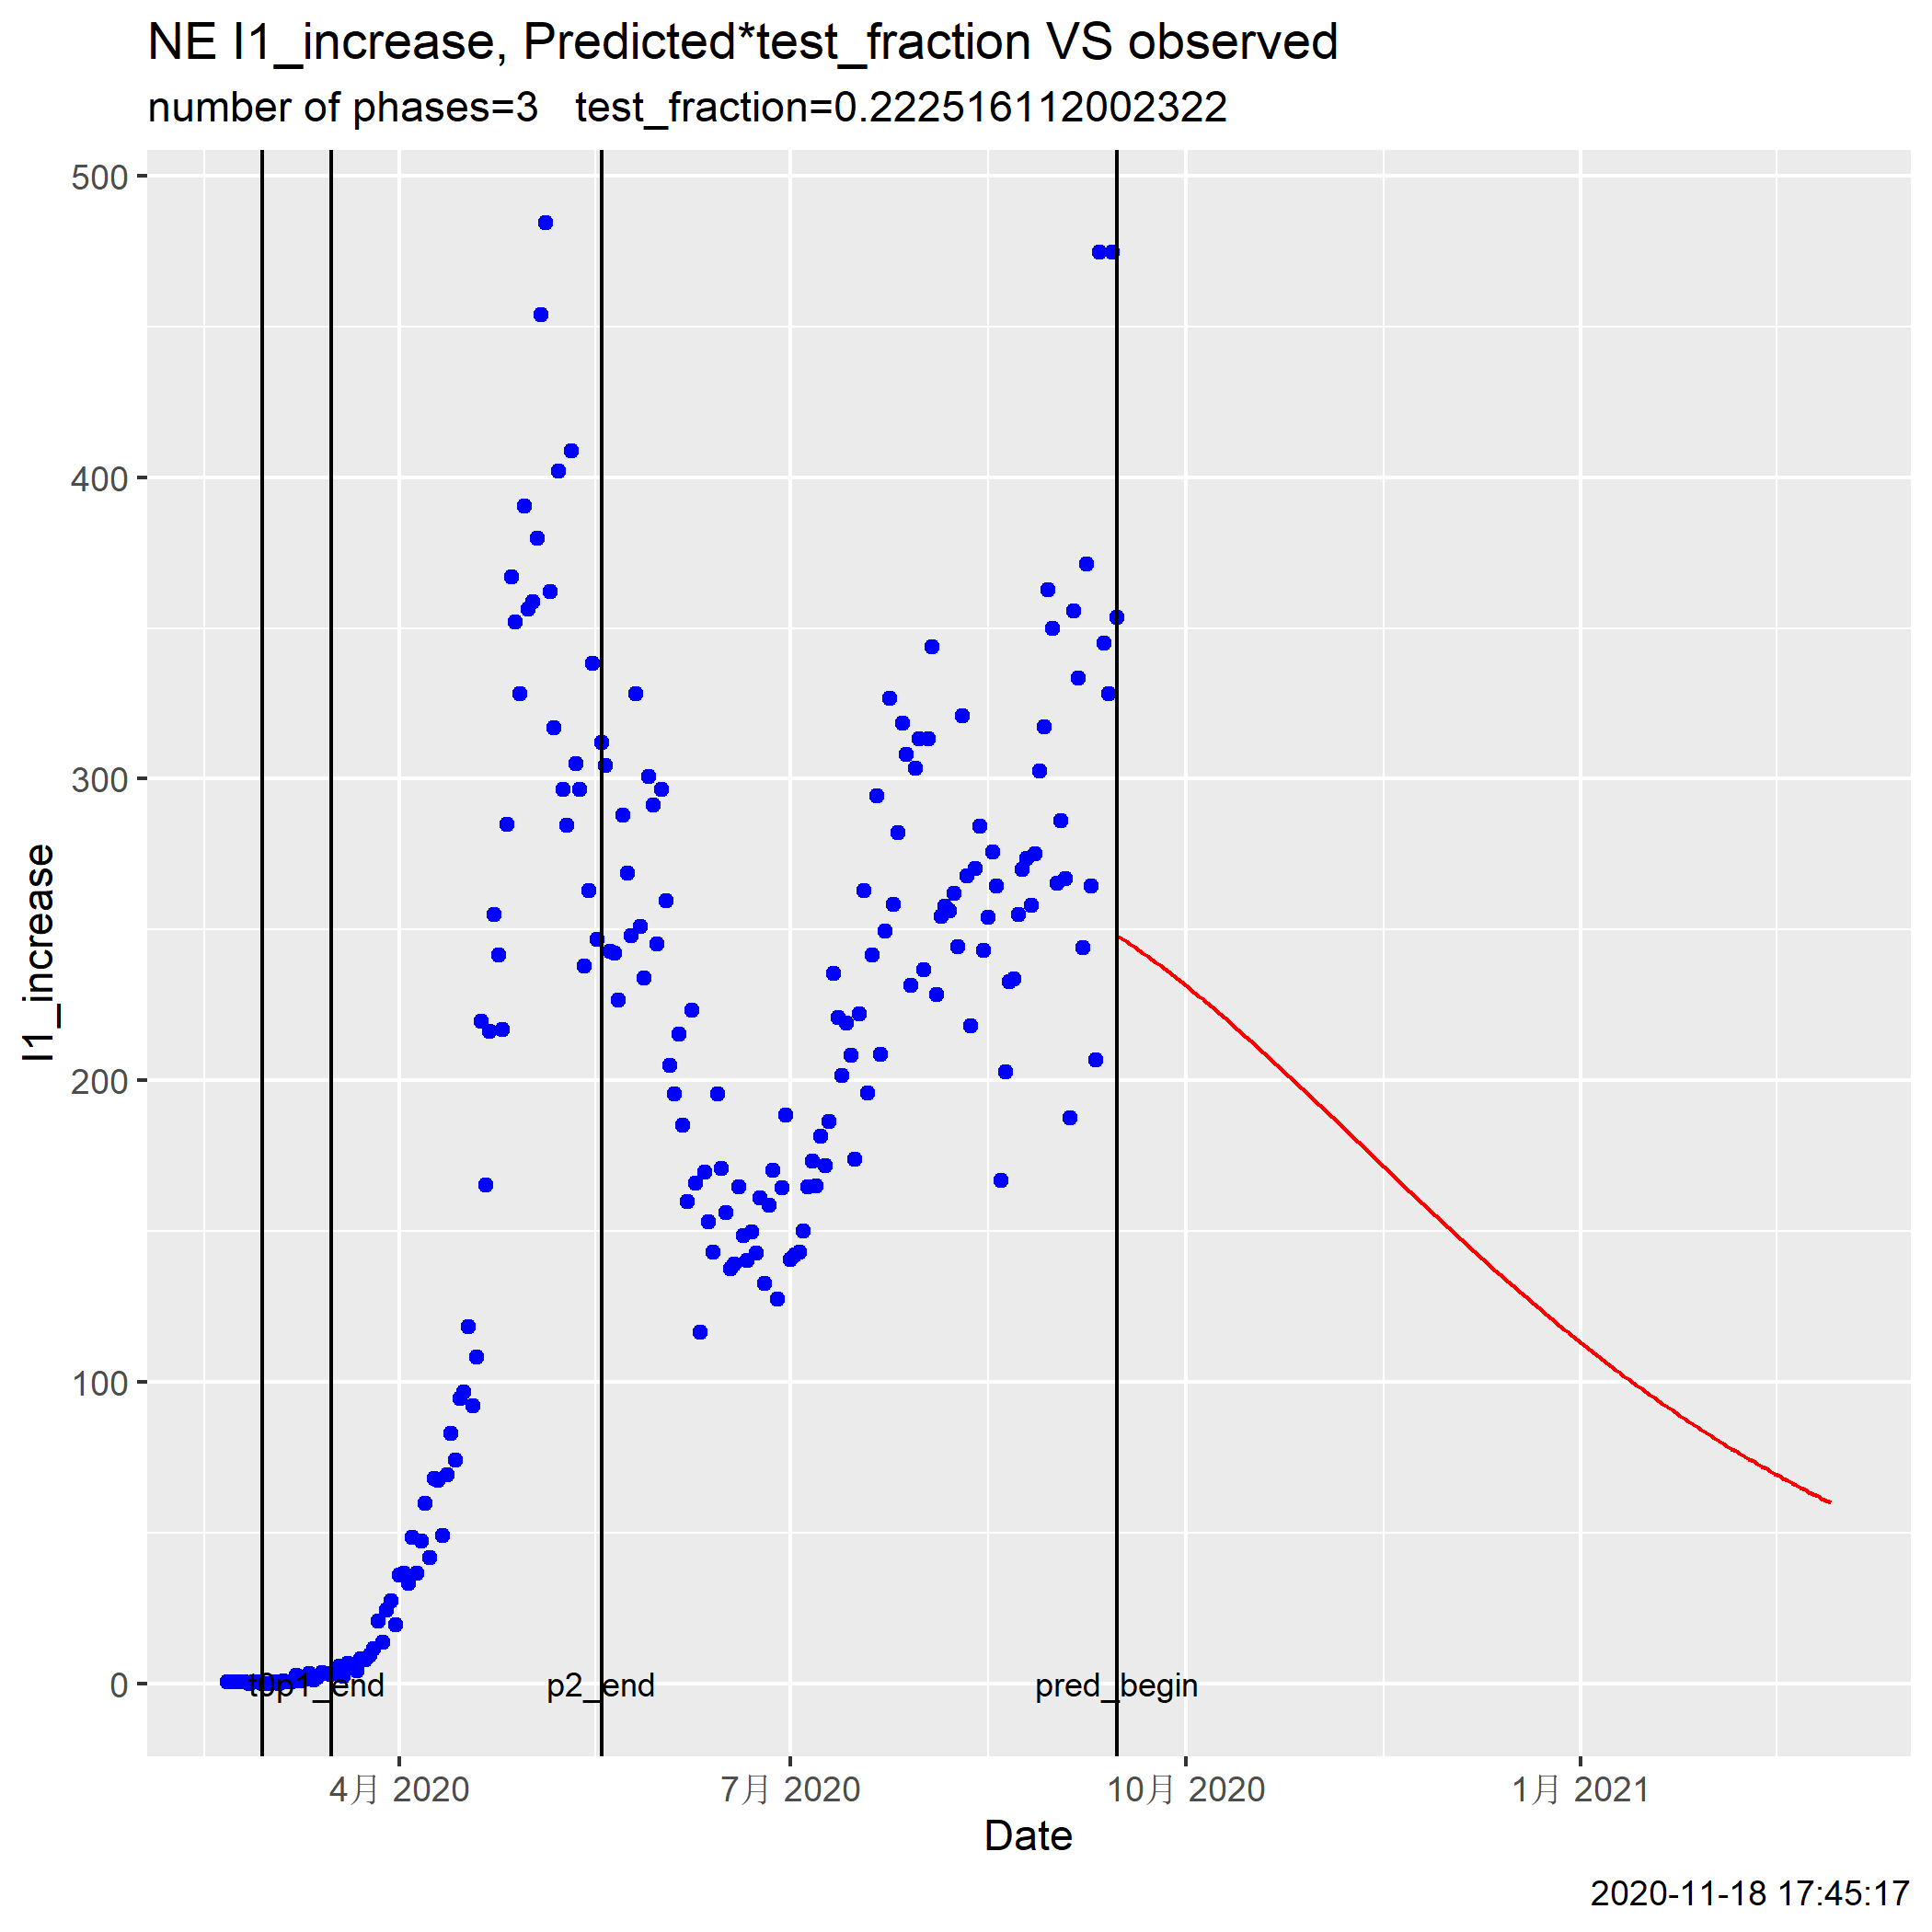 NE I1_increase, Predicted*test_fraction VS observed
number of phases=3   test_fraction=0.222516112002322
500
400
300
200
100
0
I1_increase
t0
p1_end
p2_end
pred_begin
4月 2020
7月 2020
10月 2020
1月 2021
Date
2020-11-18 17:45:17